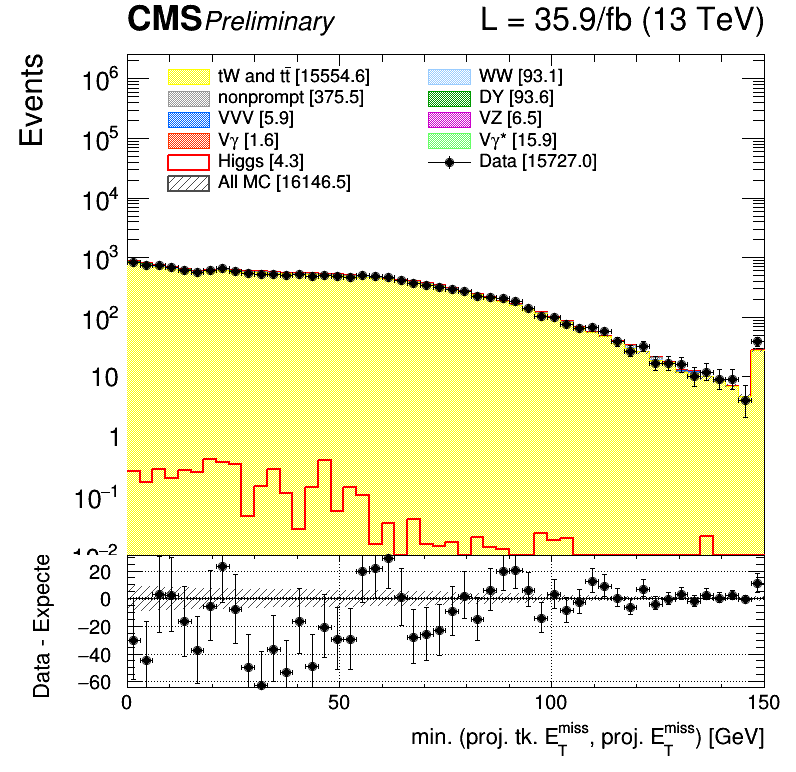 CMS Preliminary L = 35.9/fb (13 TeV)
Events
tW and tt̄ [15554.6] WW [93.1]
nonprompt [375.5] DY [93.6]
VVV [5.9] VZ [6.5]
Vγ [1.6] Vγ* [15.9]
Higgs [4.3] Data [15727.0]
All MC [16146.5]
10⁶
10⁵
10⁴
10³
10²
10
1
10⁻¹
10⁻²
Data - Expecte
20
0
−20
−40
−60
0 50 100 150
min. (proj. tk. E_T^miss, proj. E_T^miss) [GeV]